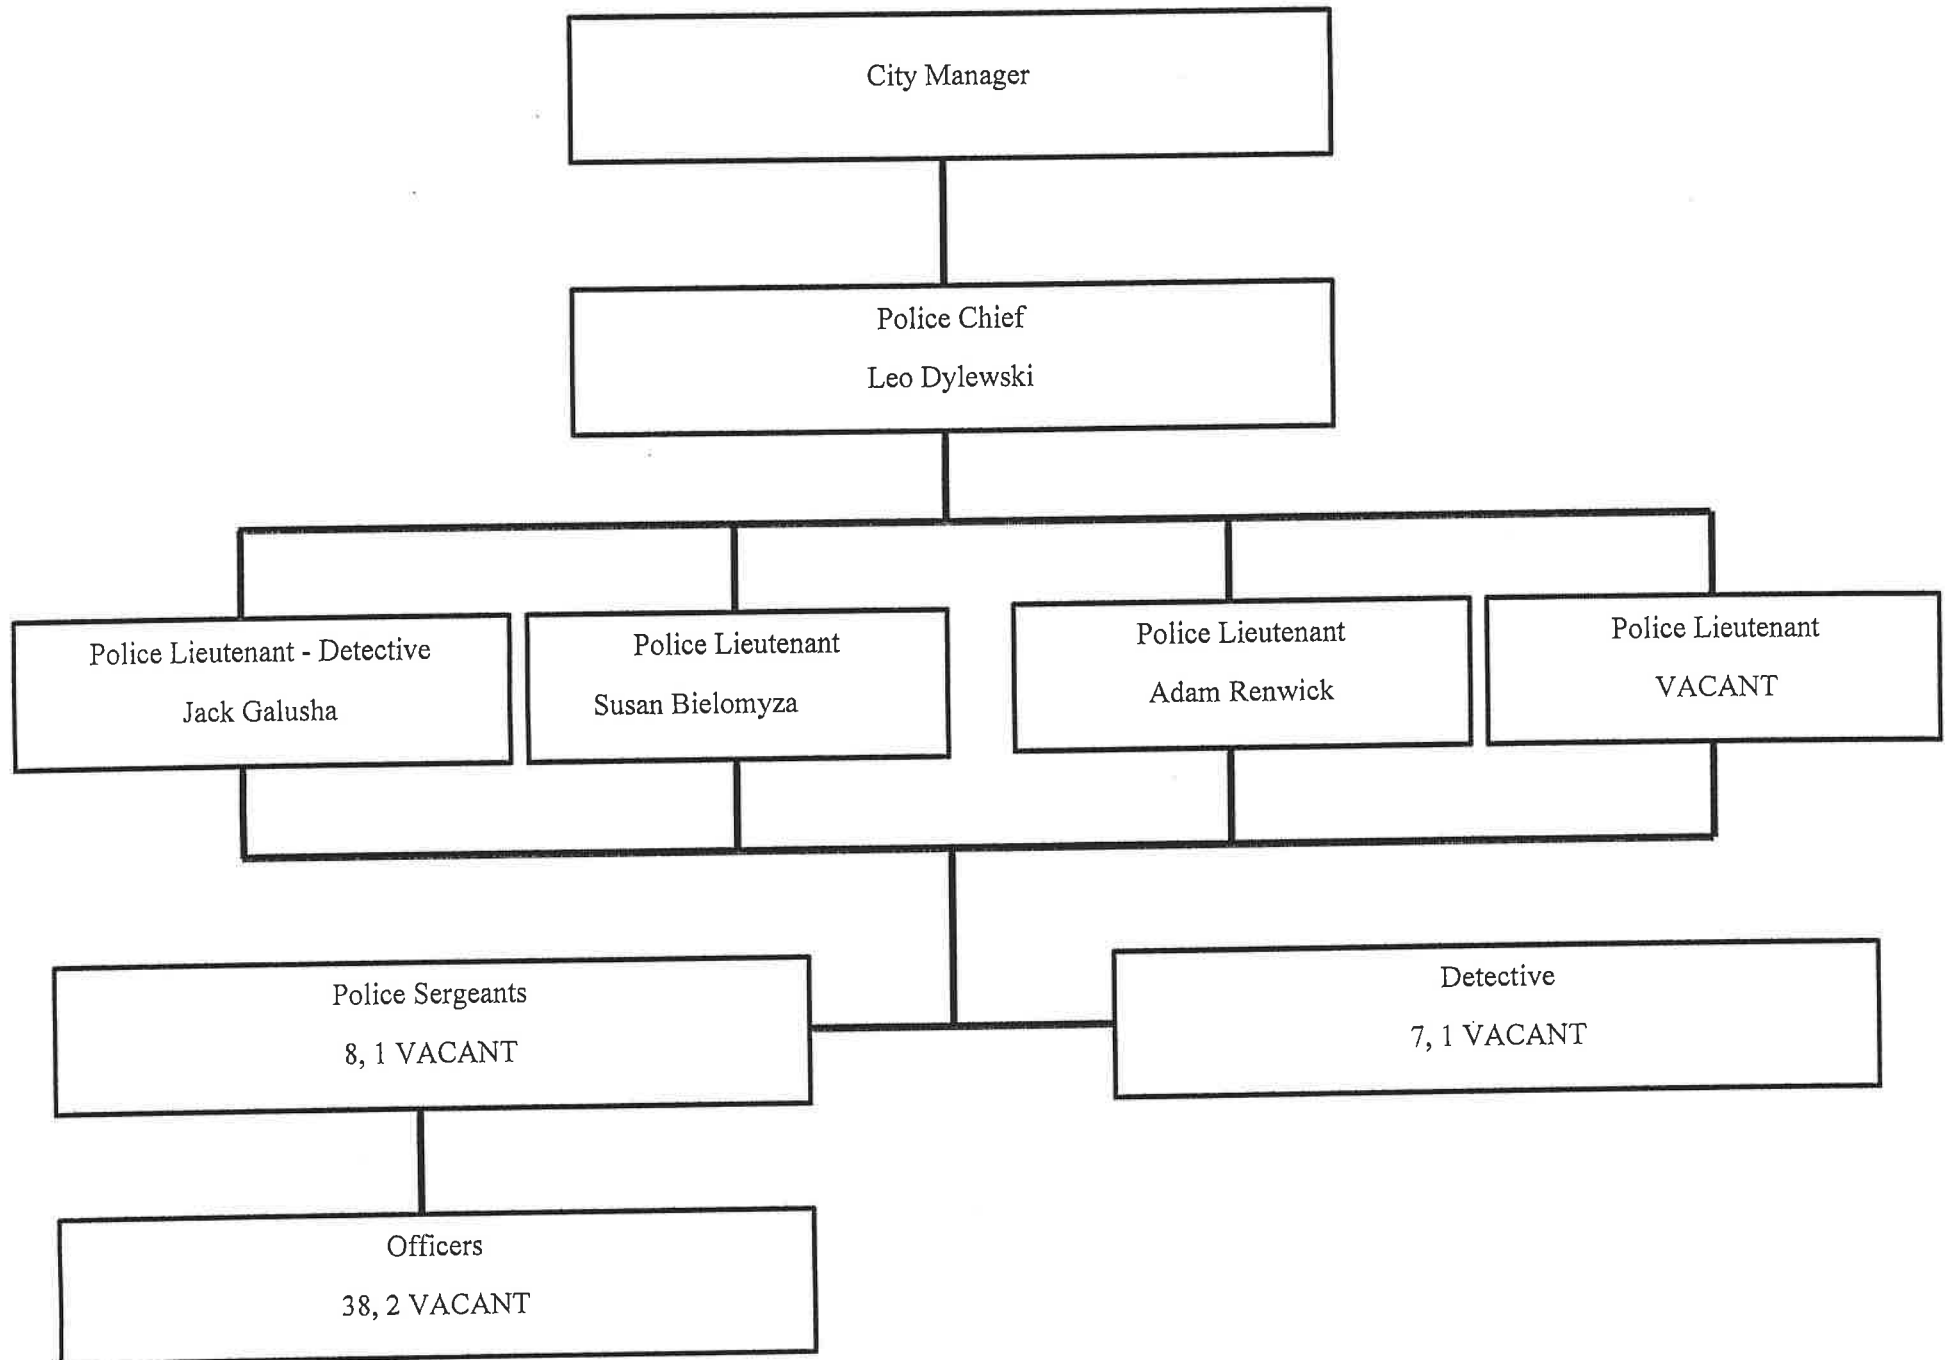 City Manager
Police Chief
Leo Dylewski
Police Lieutenant - Detective
Jack Galusha
Police Lieutenant
Susan Bielomyza
Police Lieutenant
Adam Renwick
Police Lieutenant
VACANT
Police Sergeants
8, 1 VACANT
Detective
7, 1 VACANT
Officers
38, 2 VACANT